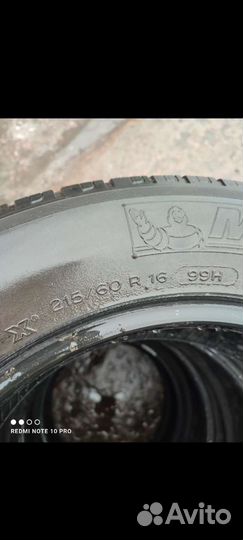 M
215/60 R 16 99H
REDMI NOTE 10 PRO
Avito